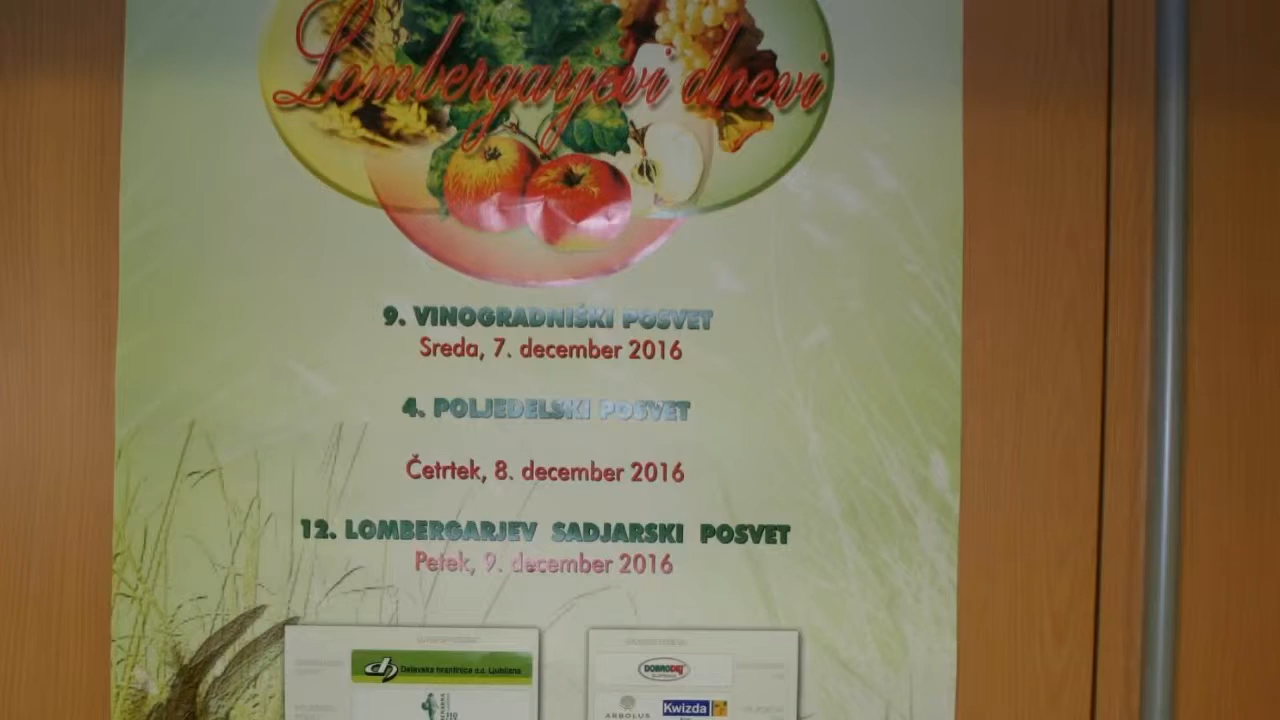 Lombergarjevi dnevi
9. VINOGRADNIŠKI POSVET
Sreda, 7. december 2016
4. POLJEDELSKI POSVET
Četrtek, 8. december 2016
12. LOMBERGARJEV SADJARSKI POSVET
Petek, 9. december 2016
Delavska hranilnica d.d. Ljubljana
ARBOLUS
Kwizda